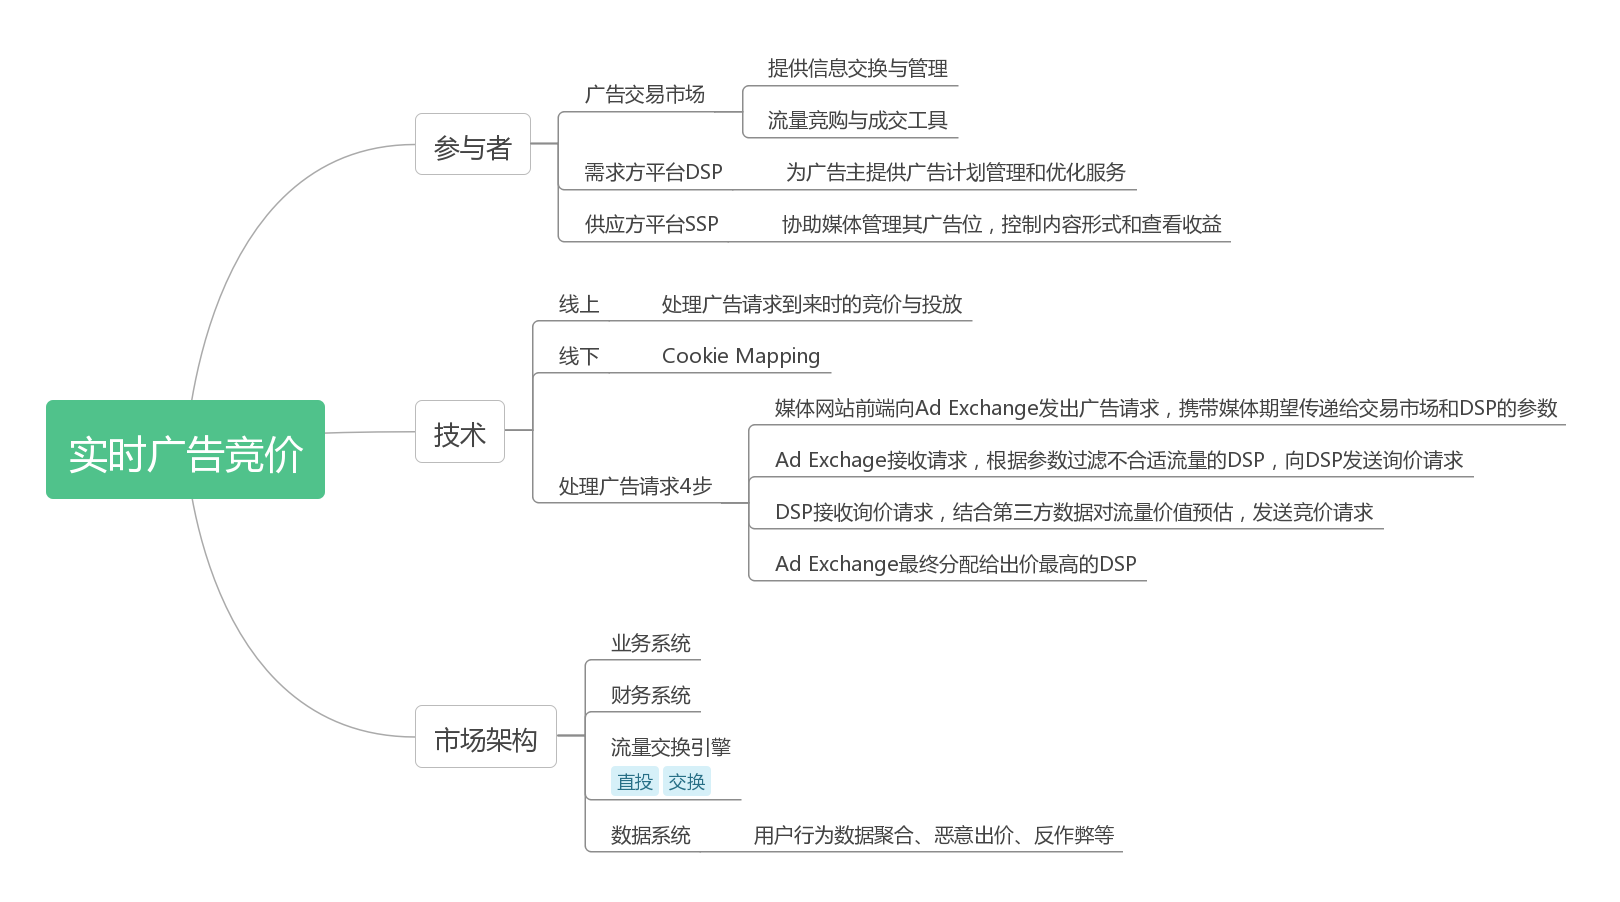 实时广告竞价
参与者
广告交易市场
提供信息交换与管理
流量竞购与成交工具
需求方平台DSP
为广告主提供广告计划管理和优化服务
供应方平台SSP
协助媒体管理其广告位，控制内容形式和查看收益
技术
线上
处理广告请求到来时的竞价与投放
线下
Cookie Mapping
处理广告请求4步
媒体网站前端向Ad Exchange发出广告请求，携带媒体期望传递给交易市场和DSP的参数
Ad Exchage接收请求，根据参数过滤不合适流量的DSP，向DSP发送询价请求
DSP接收询价请求，结合第三方数据对流量价值预估，发送竞价请求
Ad Exchange最终分配给出价最高的DSP
市场架构
业务系统
财务系统
流量交换引擎
直投 交换
数据系统
用户行为数据聚合、恶意出价、反作弊等